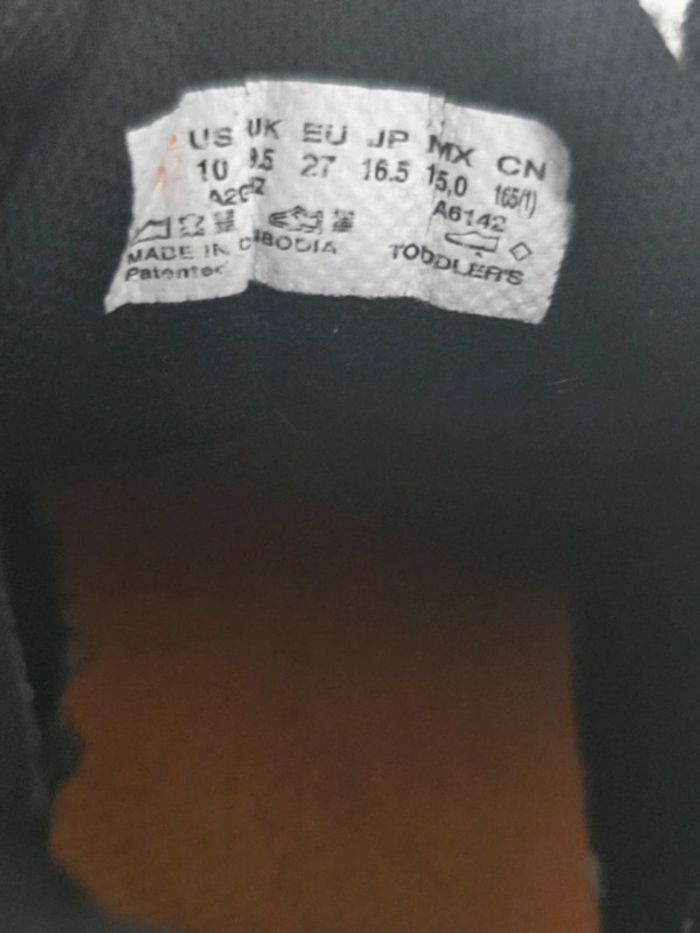 US UK EU JP MX CN
10 9.5 27 16.5 15,0 165(1)
A6142
MADE IN CAMBODIA TODDLER'S
Patented